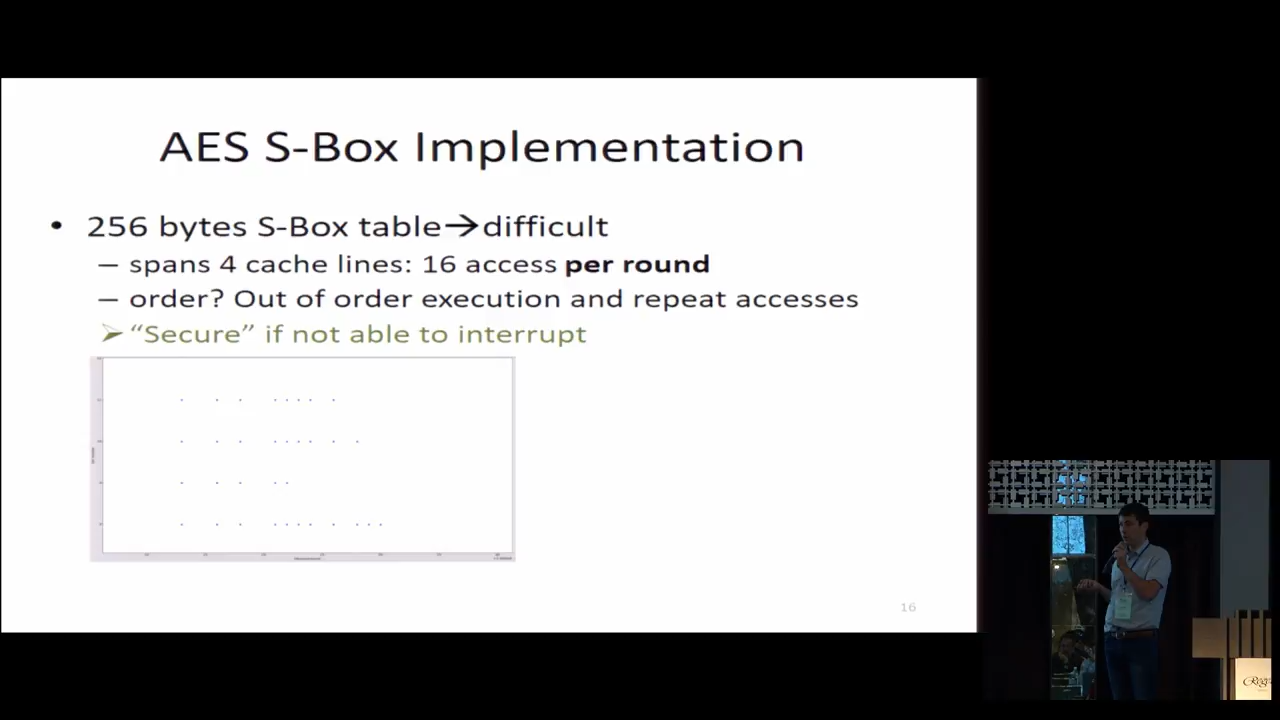 AES S-Box Implementation
• 256 bytes S-Box table→difficult
– spans 4 cache lines: 16 access per round
– order? Out of order execution and repeat accesses
➢ “Secure” if not able to interrupt
16